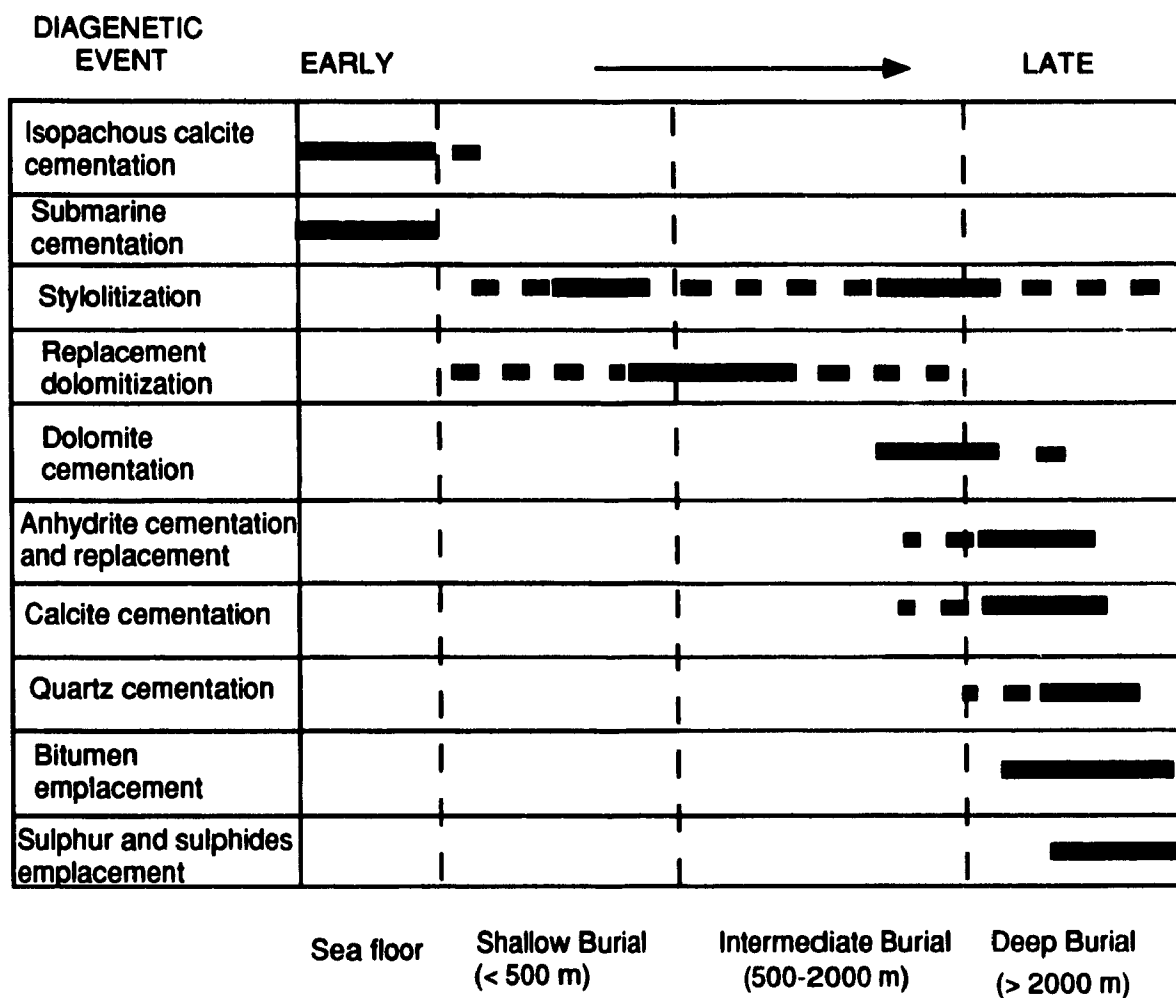 DIAGENETIC
EVENT
EARLY
LATE
Isopachous calcite
cementation
Submarine
cementation
Stylolitization
Replacement
dolomitization
Dolomite
cementation
Anhydrite cementation
and replacement
Calcite cementation
Quartz cementation
Bitumen
emplacement
Sulphur and sulphides
emplacement
Sea floor
Shallow Burial
(< 500 m)
Intermediate Burial
(500-2000 m)
Deep Burial
(> 2000 m)